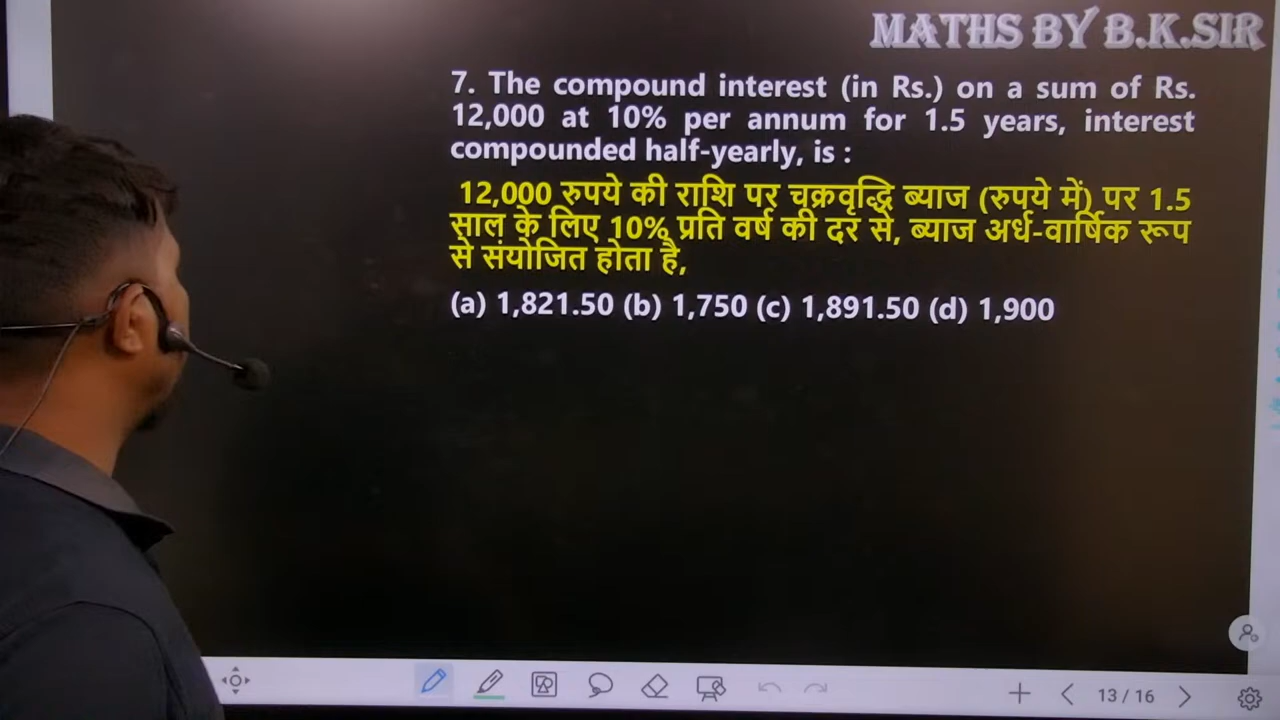 MATHS BY B.K.SIR
7. The compound interest (in Rs.) on a sum of Rs.
12,000 at 10% per annum for 1.5 years, interest
compounded half-yearly, is :
12,000 रुपये की राशि पर चक्रवृद्धि ब्याज (रुपये में) पर 1.5
साल के लिए 10% प्रति वर्ष की दर से, ब्याज अर्ध-वार्षिक रूप
से संयोजित होता है,
(a) 1,821.50 (b) 1,750 (c) 1,891.50 (d) 1,900
13 / 16